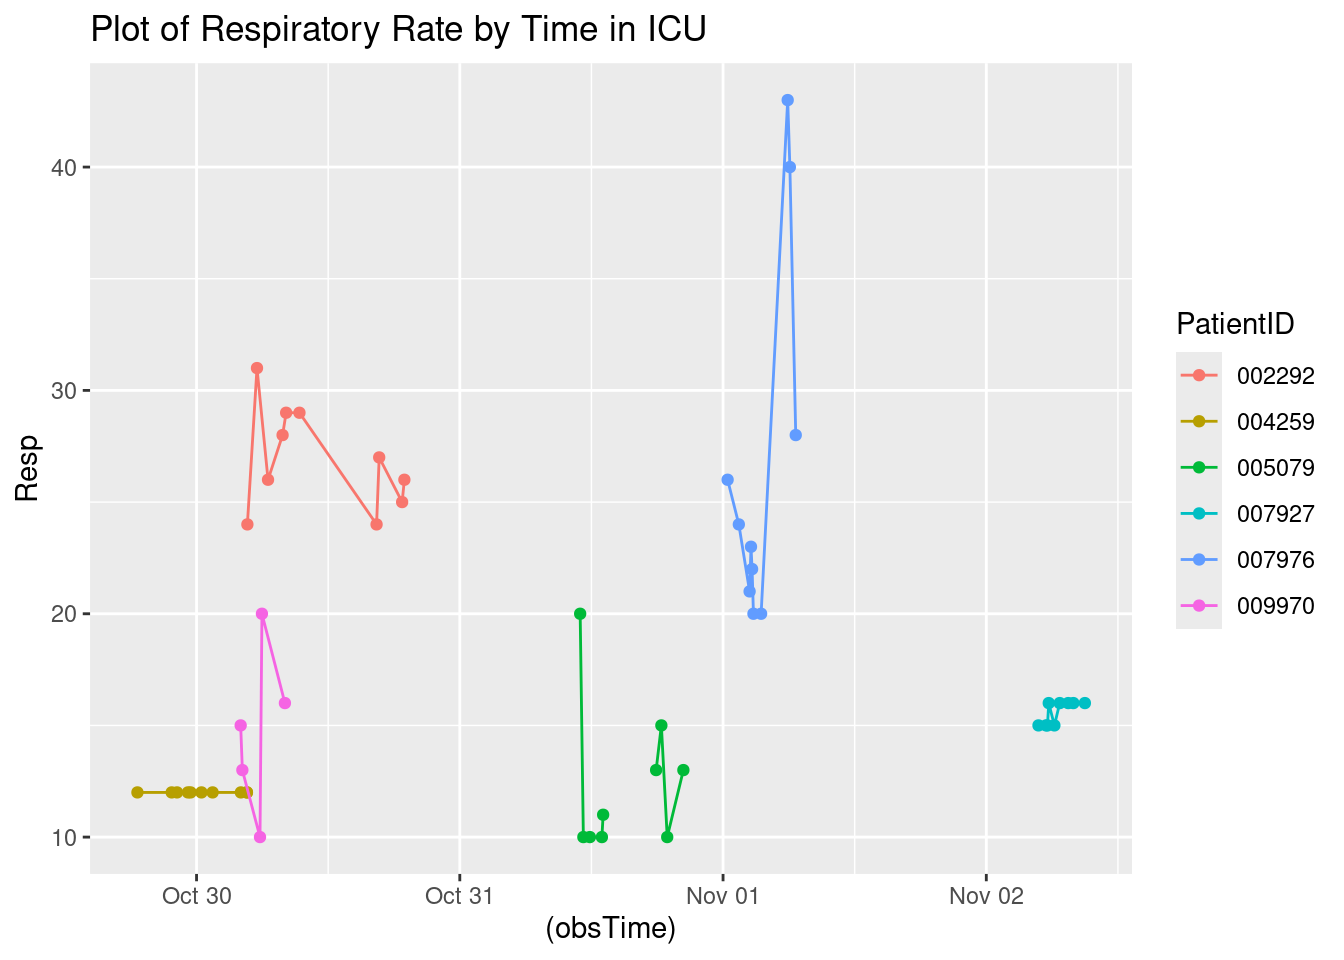 Plot of Respiratory Rate by Time in ICU
Resp
40
30
20
10
Oct 30
Oct 31
Nov 01
Nov 02
(obsTime)
PatientID
002292
004259
005079
007927
007976
009970